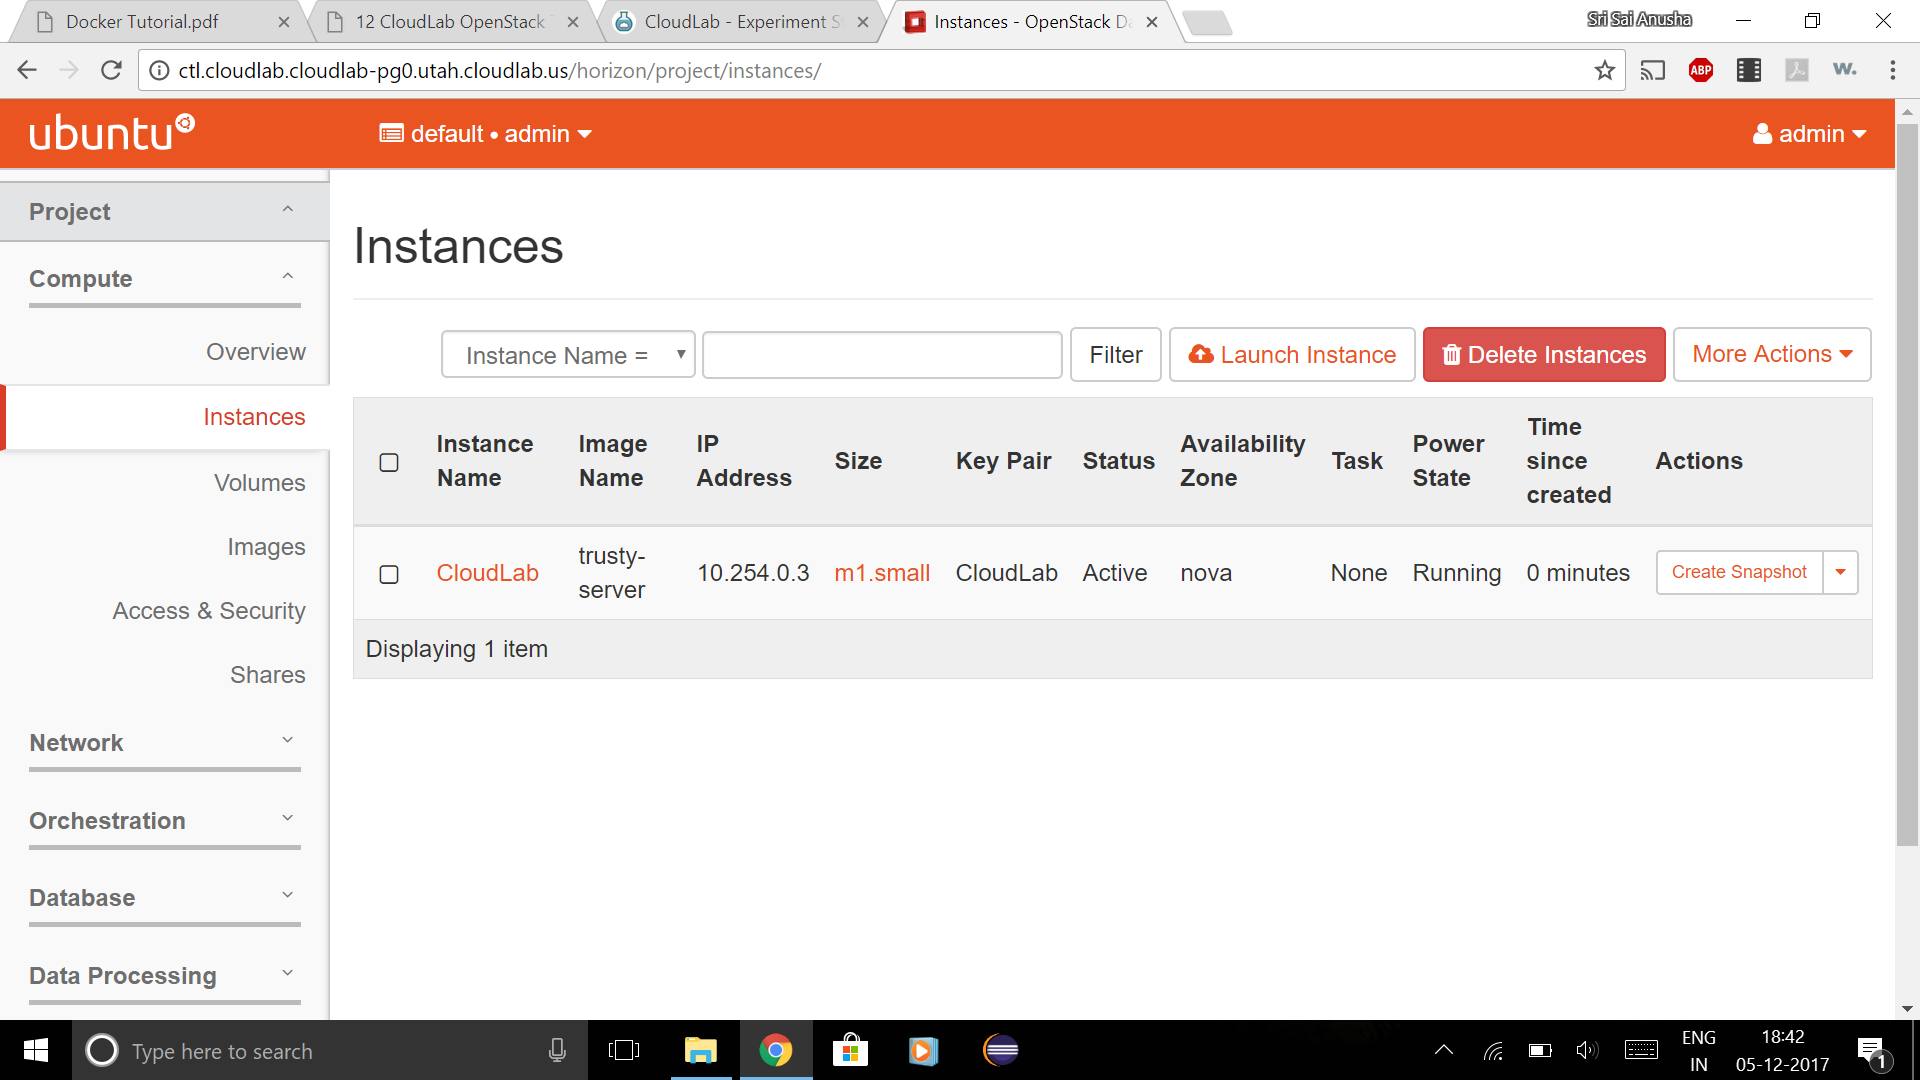 Docker Tutorial.pdf
12 CloudLab OpenStack
CloudLab - Experiment S
Instances - OpenStack Da
Sri Sai Anusha
ctl.cloudlab.cloudlab-pg0.utah.cloudlab.us/horizon/project/instances/
ABP
w.
ubuntu
default • admin
admin
Project
Compute
Overview
Instances
Volumes
Images
Access & Security
Shares
Network
Orchestration
Database
Data Processing
Instances
Instance Name =
Filter
Launch Instance
Delete Instances
More Actions
Instance Name
Image Name
IP Address
Size
Key Pair
Status
Availability Zone
Task
Power State
Time since created
Actions
CloudLab
trusty-
server
10.254.0.3
m1.small
CloudLab
Active
nova
None
Running
0 minutes
Create Snapshot
Displaying 1 item
Type here to search
ENG
IN
18:42
05-12-2017
1